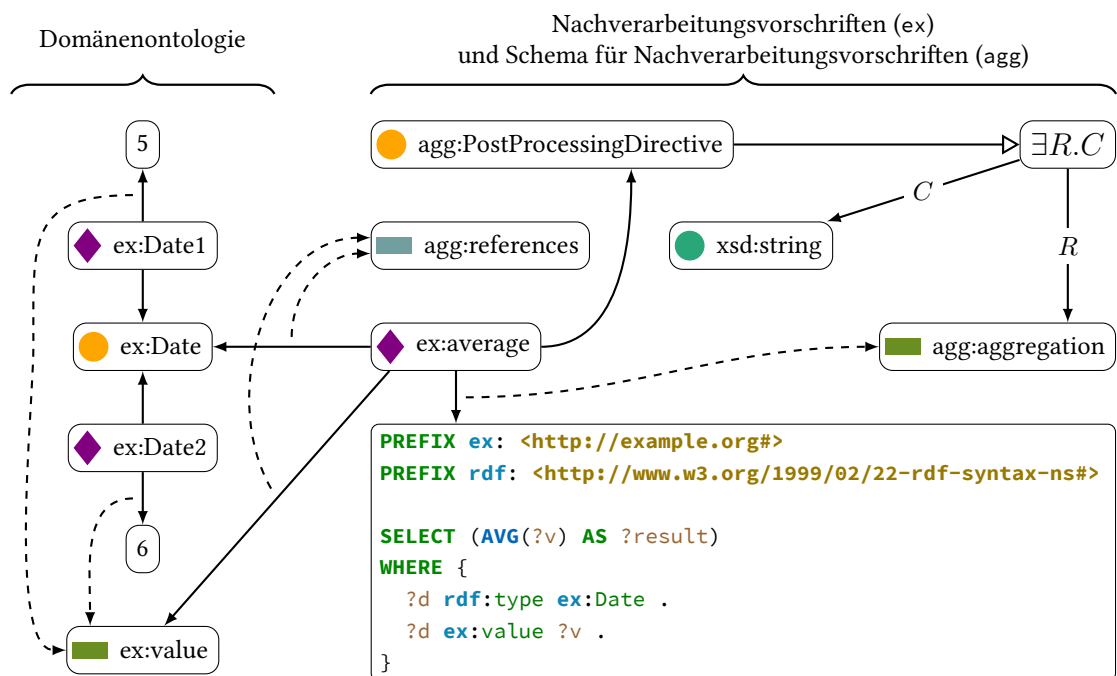 Domänenontologie
Nachverarbeitungsvorschriften (ex)
und Schema für Nachverarbeitungsvorschriften (agg)
5
agg:PostProcessingDirective
∃R.C
C
ex:Date1
agg:references
xsd:string
R
ex:Date
ex:average
agg:aggregation
ex:Date2
6
ex:value
PREFIX ex: <http://example.org#>
PREFIX rdf: <http://www.w3.org/1999/02/22-rdf-syntax-ns#>
SELECT (AVG(?v) AS ?result)
WHERE {
?d rdf:type ex:Date .
?d ex:value ?v .
}